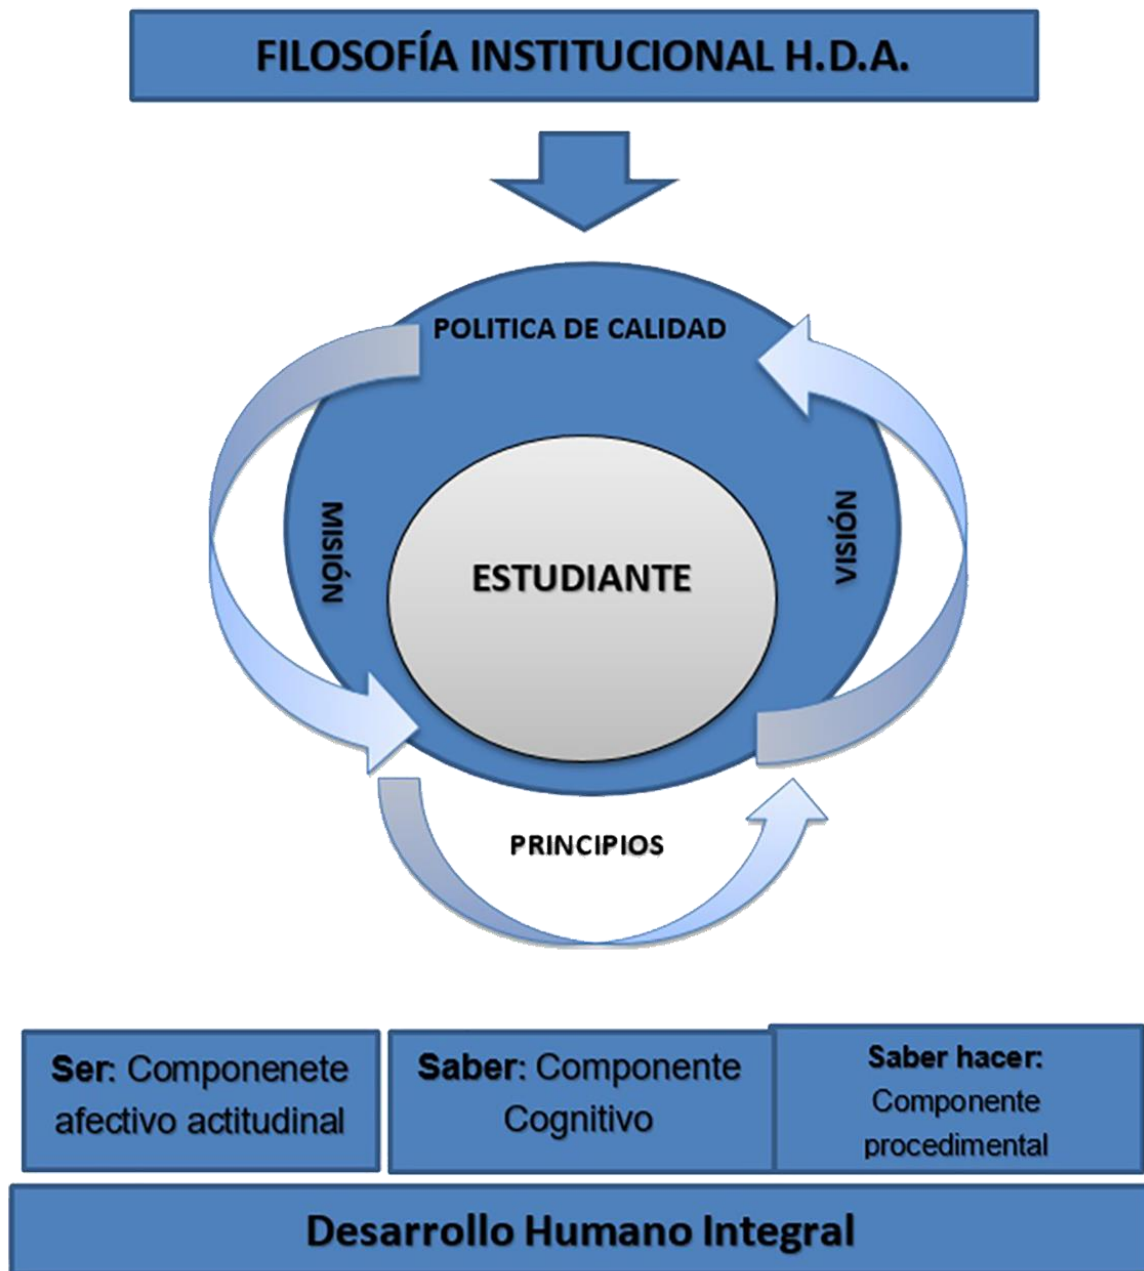 FILOSOFÍA INSTITUCIONAL H.D.A.
POLITICA DE CALIDAD
MISIÓN
VISIÓN
ESTUDIANTE
PRINCIPIOS
Ser: Componenete
afectivo actitudinal
Saber: Componente
Cognitivo
Saber hacer:
Componente
procedimental
Desarrollo Humano Integral